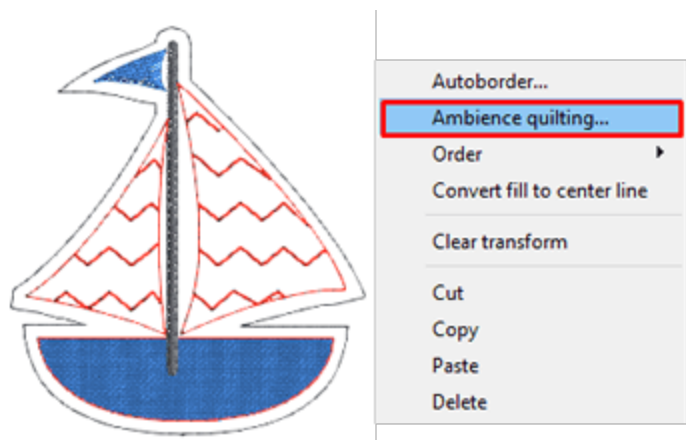 Autoborder...
Ambience quilting...
Order
Convert fill to center line
Clear transform
Cut
Copy
Paste
Delete